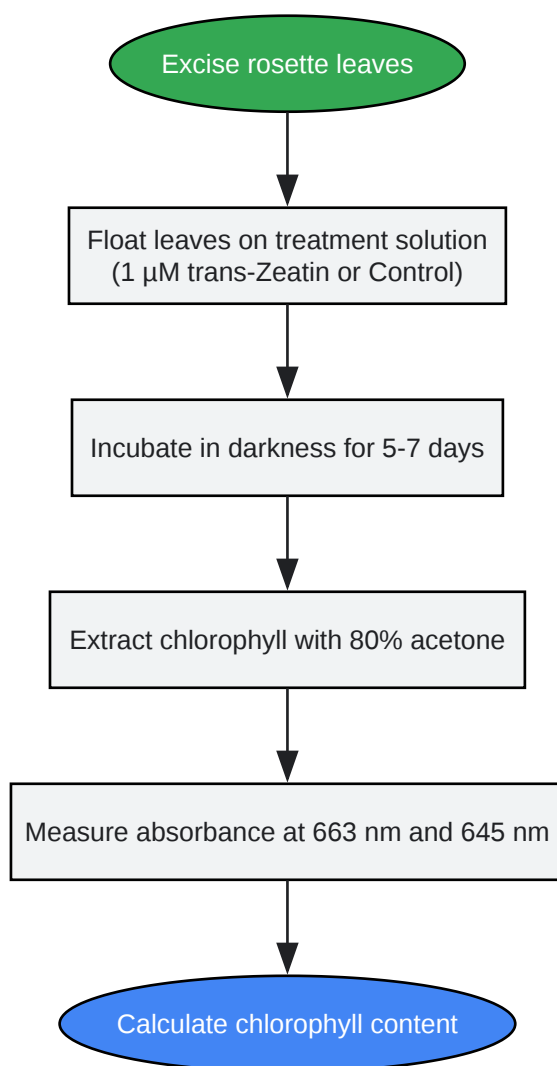 Excise rosette leaves
Float leaves on treatment solution
(1 µM trans-Zeatin or Control)
Incubate in darkness for 5-7 days
Extract chlorophyll with 80% acetone
Measure absorbance at 663 nm and 645 nm
Calculate chlorophyll content